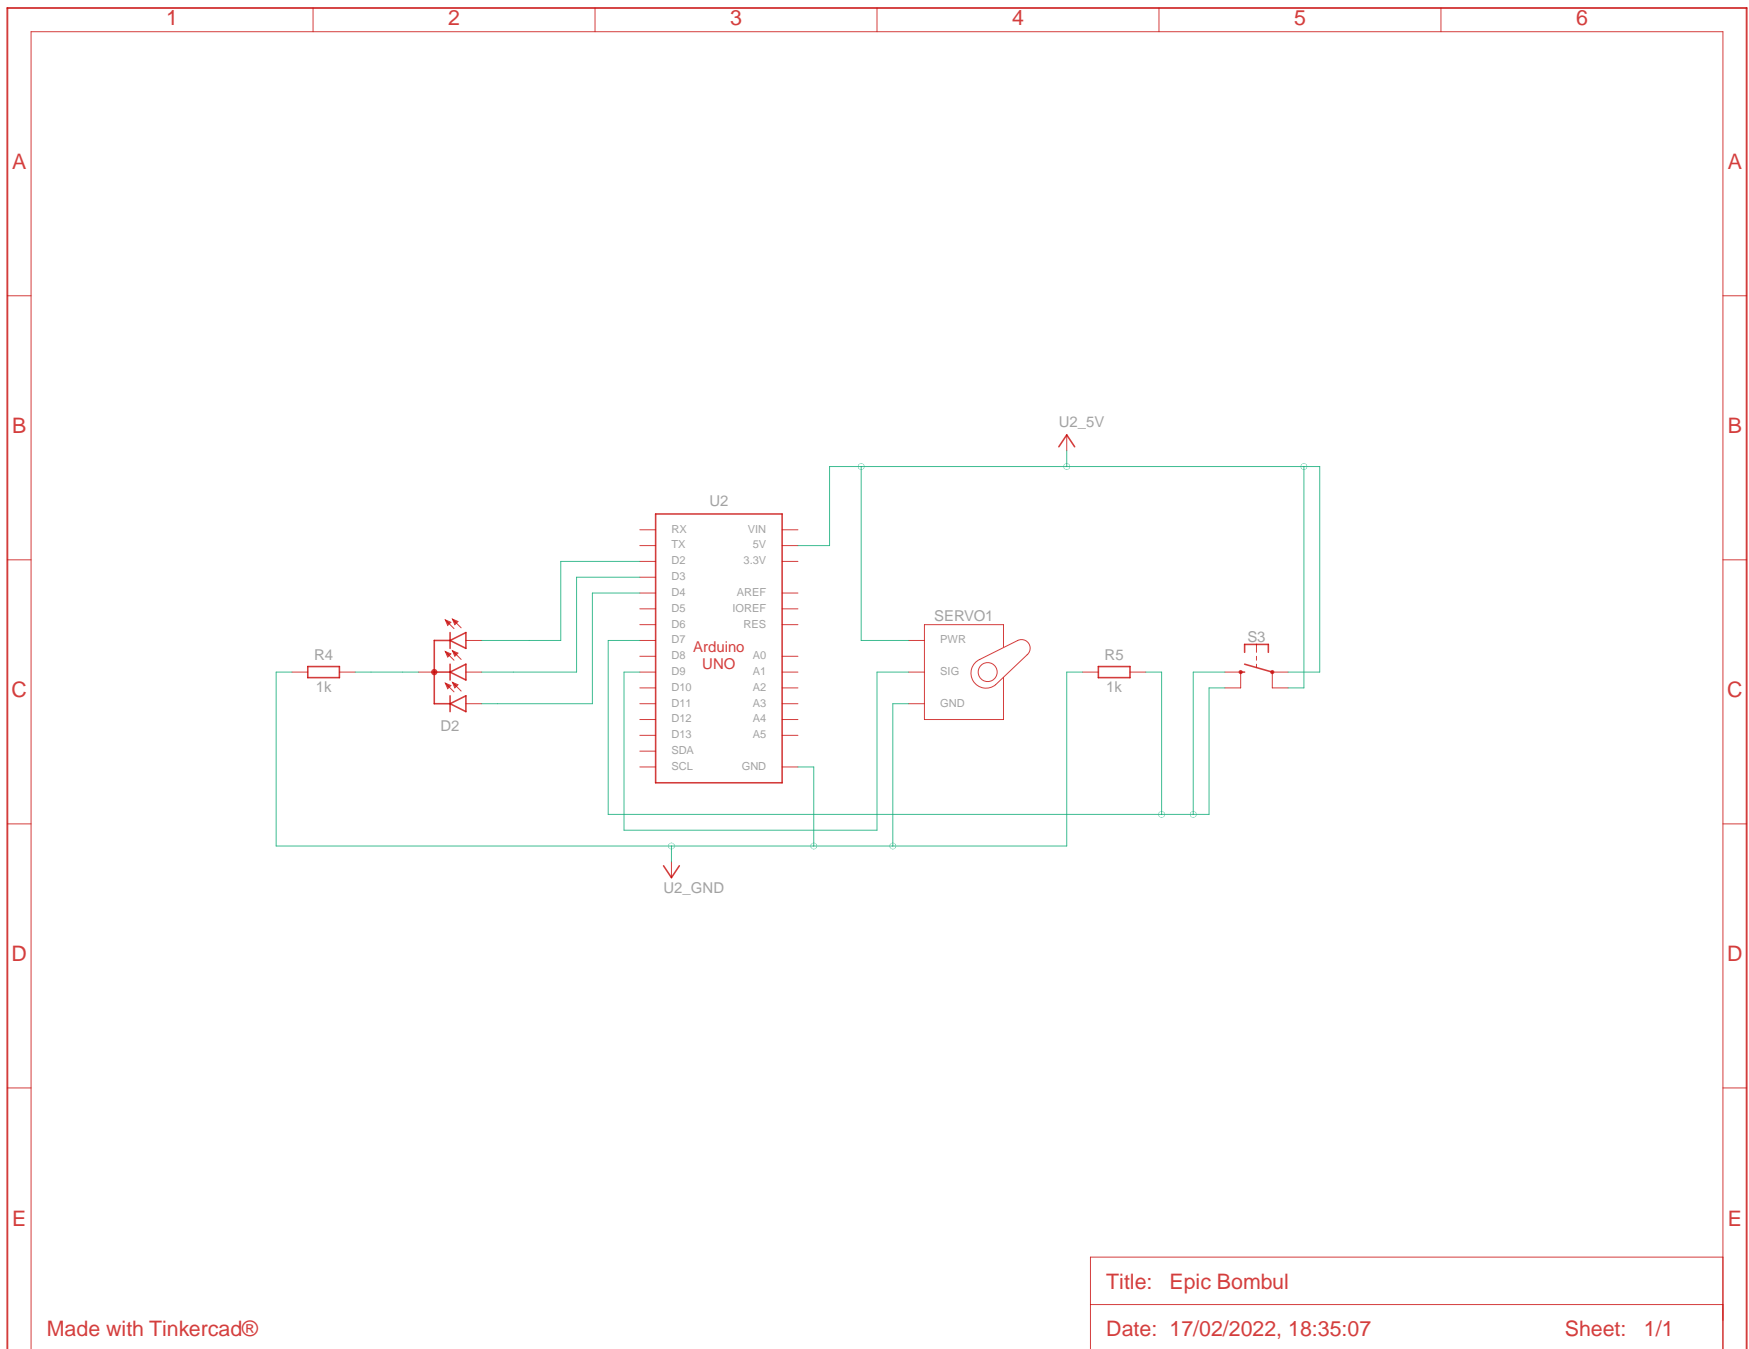 1 2 3 4 5 6
A A
B B
C C
D D
E E
U2_5V
U2
RX VIN
TX 5V
D2 3.3V
D3
D4 AREF
D5 IOREF
D6 RES
D7
Arduino
UNO
D8 A0
D9 A1
D10 A2
D11 A3
D12 A4
D13 A5
SDA
SCL GND
R4
1k
D2
SERVO1
PWR
SIG
GND
R5
1k
S3
U2_GND
Title: Epic Bombul
Date: 17/02/2022, 18:35:07 Sheet: 1/1
Made with Tinkercad®